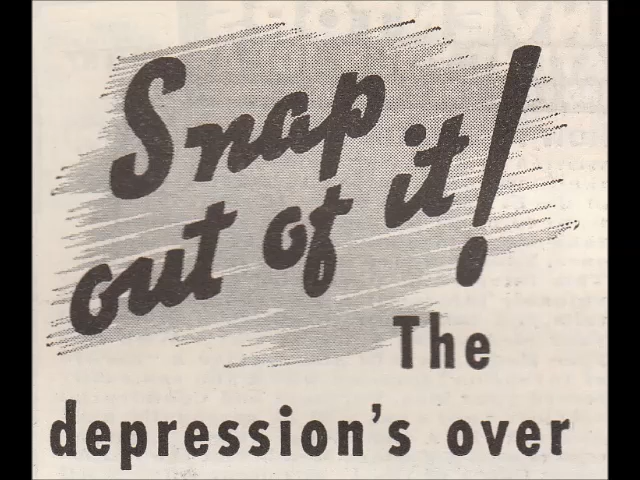 Snap
out of it!
The
depression's over